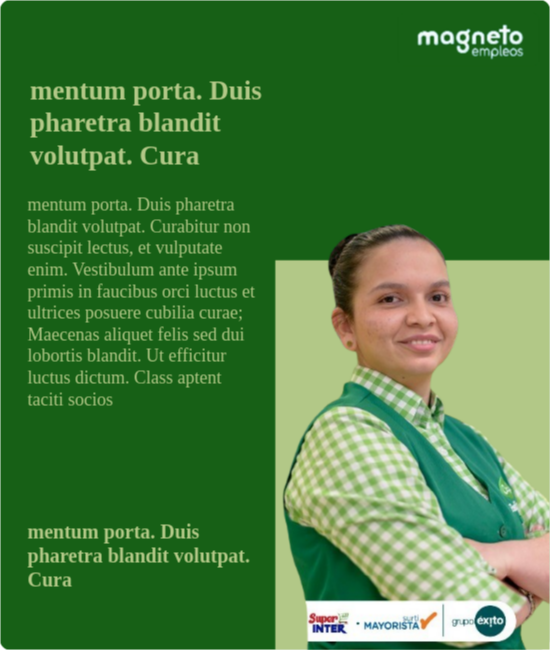 magneto
empleos
mentum porta. Duis
pharetra blandit
volutpat. Cura
mentum porta. Duis pharetra
blandit volutpat. Curabitur non
suscipit lectus, et vulputate
enim. Vestibulum ante ipsum
primis in faucibus orci luctus et
ultrices posuere cubilia curae;
Maecenas aliquet felis sed dui
lobortis blandit. Ut efficitur
luctus dictum. Class aptent
taciti socios
mentum porta. Duis
pharetra blandit volutpat.
Cura
Super INTER
surti MAYORISTA
grupo éxito